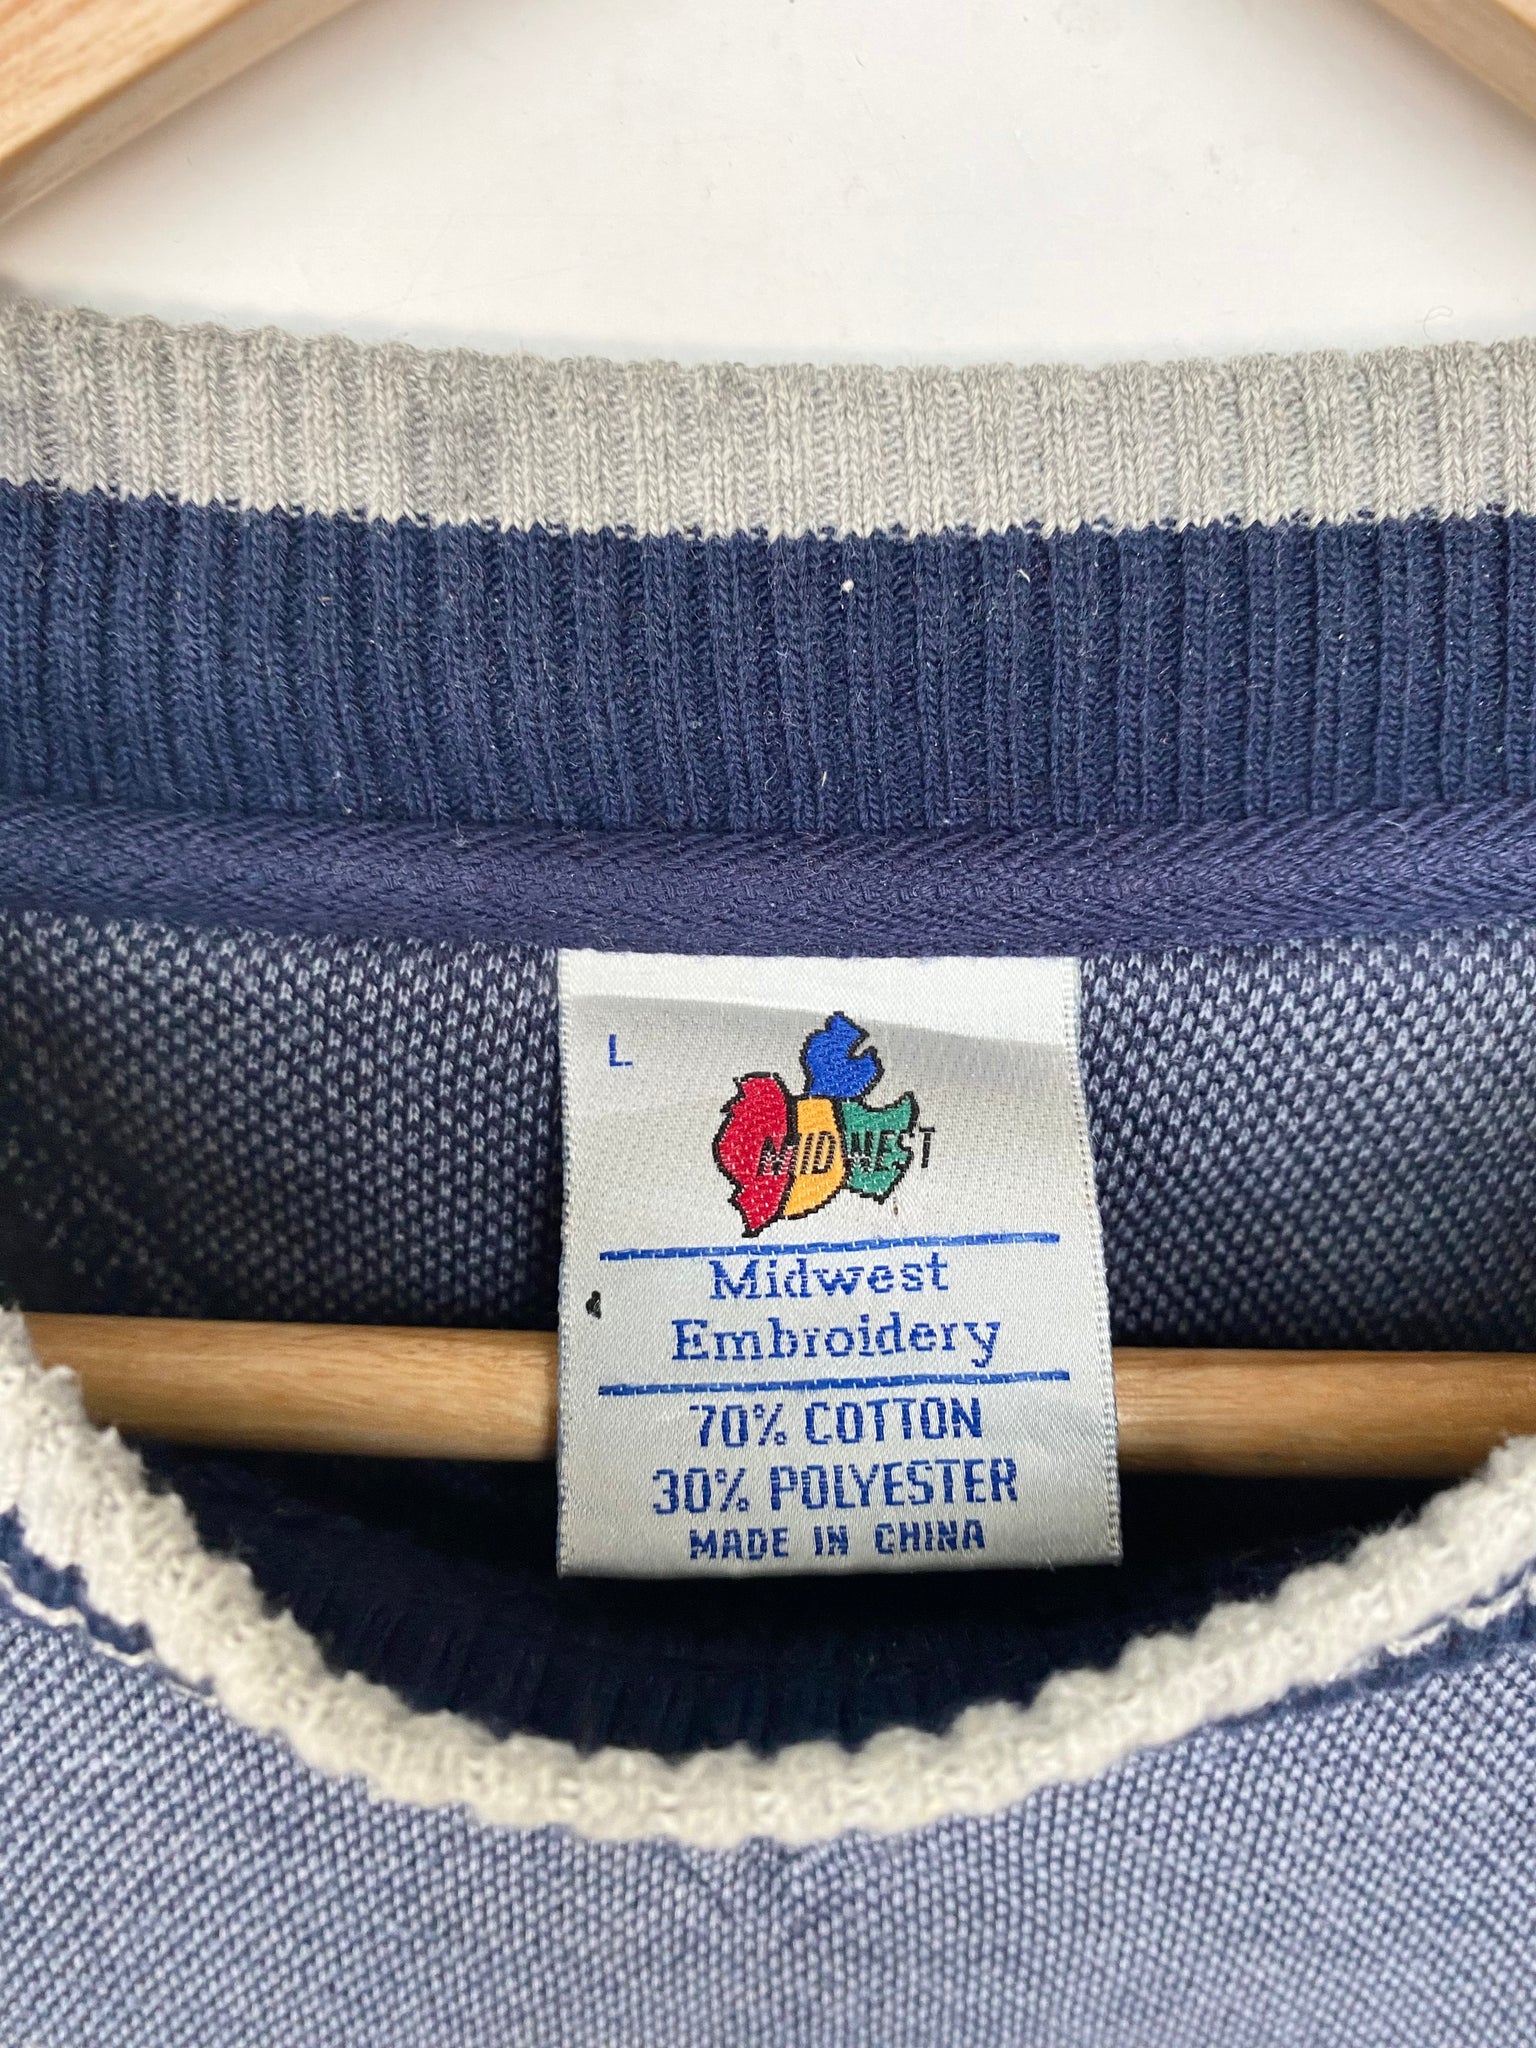 L
MIDWEST
Midwest
Embroidery
70% COTTON
30% POLYESTER
MADE IN CHINA